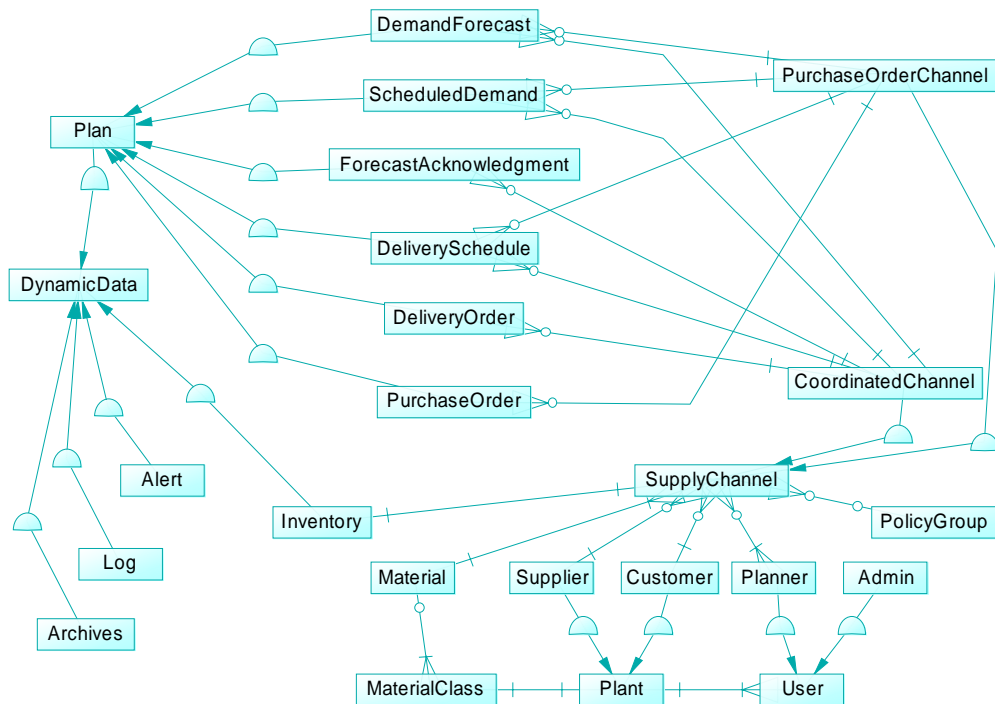 DemandForecast
PurchaseOrderChannel
ScheduledDemand
Plan
ForecastAcknowledgment
DeliverySchedule
DynamicData
DeliveryOrder
CoordinatedChannel
PurchaseOrder
SupplyChannel
Alert
Inventory
PolicyGroup
Log
Material
Supplier
Customer
Planner
Admin
Archives
MaterialClass
Plant
User